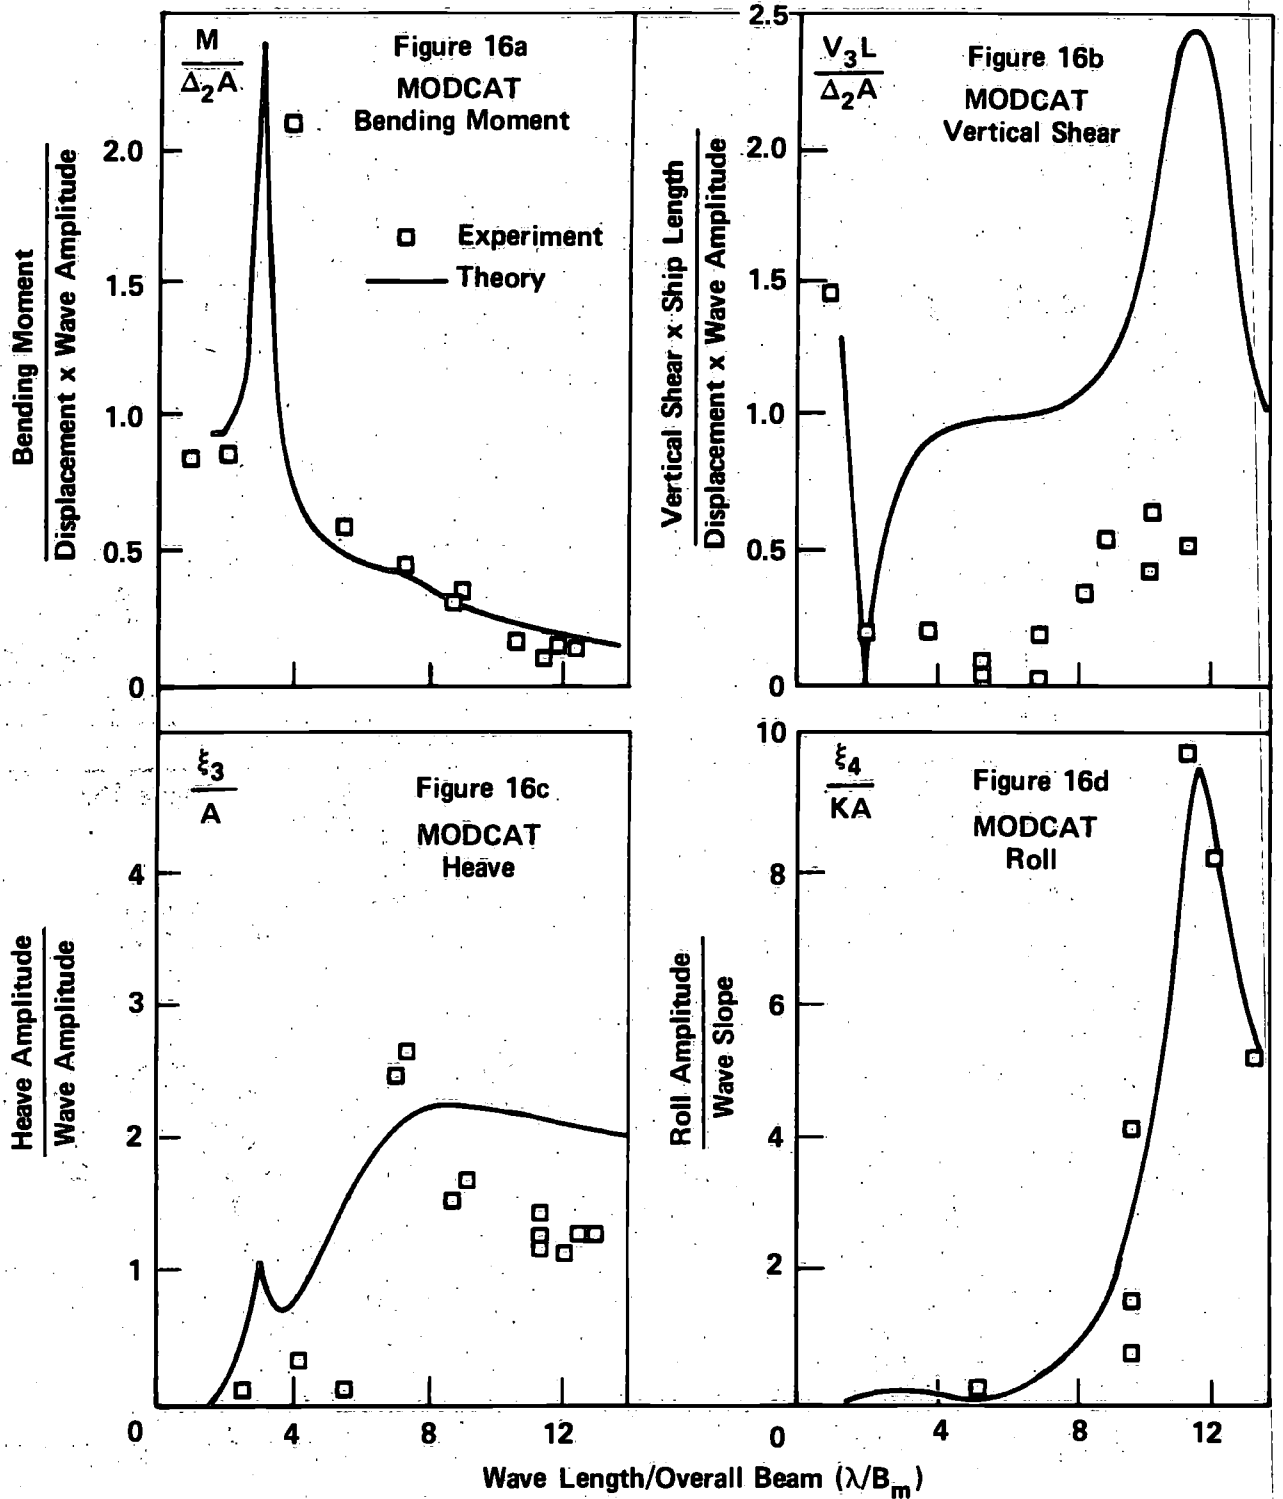 M
Δ₂A
Figure 16a
MODCAT
Bending Moment
Experiment
Theory
2.0
1.5
1.0
0.5
0
Bending Moment
Displacement x Wave Amplitude
V₃L
Δ₂A
Figure 16b
MODCAT
Vertical Shear
2.5
2.0
1.5
1.0
0.5
0
Vertical Shear x Ship Length
Displacement x Wave Amplitude
ξ₃
A
Figure 16c
MODCAT
Heave
4
3
2
1
0
4
8
12
Heave Amplitude
Wave Amplitude
ξ₄
KA
Figure 16d
MODCAT
Roll
10
8
6
4
2
0
4
8
12
Roll Amplitude
Wave Slope
Wave Length/Overall Beam (λ/Bₘ)